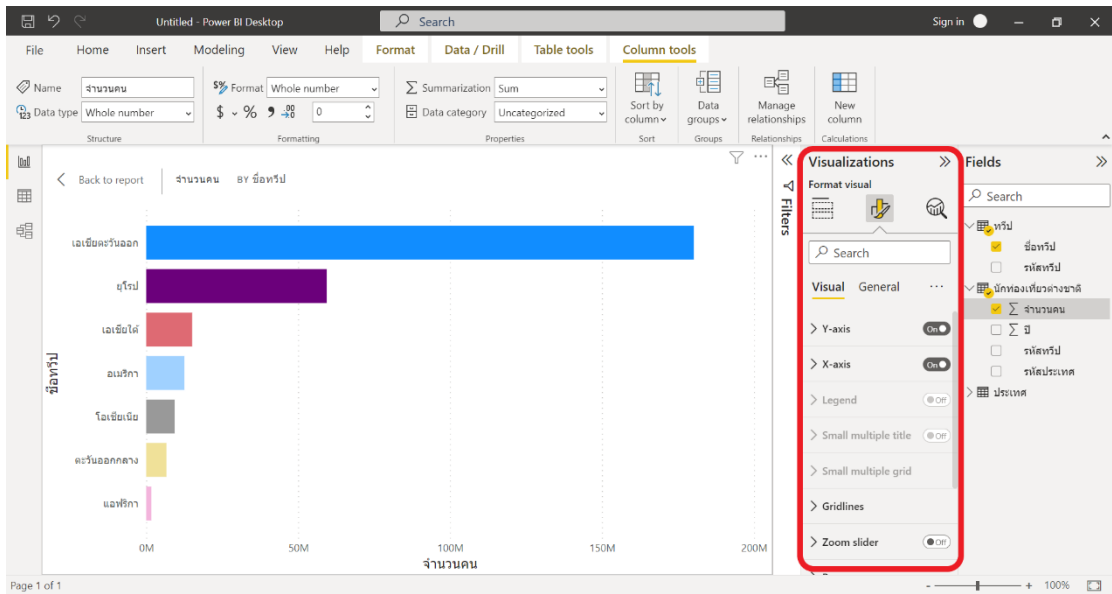 Untitled - Power BI Desktop
Search
Sign in
File Home Insert Modeling View Help Format Data / Drill Table tools Column tools
Name จำนวนคน
Data type Whole number
Structure
Format Whole number
$ % 9 .00 0
Formatting
Summarization Sum
Data category Uncategorized
Properties
Sort by column
Sort
Data groups
Groups
Manage relationships
Relationships
New column
Calculations
Back to report จำนวนคน BY ชื่อทวีป
เอเชียตะวันออก
ยุโรป
เอเชียใต้
อเมริกา
โอเชียเนีย
ตะวันออกกลาง
แอฟริกา
ชื่อทวีป
0M 50M 100M 150M 200M
จำนวนคน
Filters
Visualizations
Format visual
Search
Visual General ...
Y-axis On
X-axis On
Legend Off
Small multiple title Off
Small multiple grid
Gridlines
Zoom slider Off
Fields
Search
ทวีป
ชื่อทวีป
รหัสทวีป
นักท่องเที่ยวต่างชาติ
∑ จำนวนคน
∑ ปี
รหัสทวีป
รหัสประเทศ
ประเทศ
Page 1 of 1
- + 100%